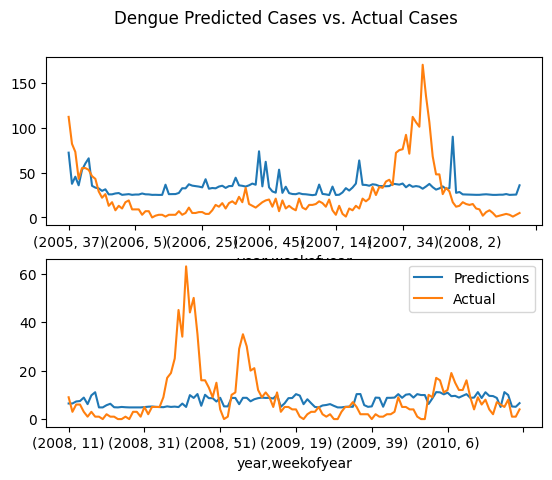 Dengue Predicted Cases vs. Actual Cases
150
100
50
0
(2005, 37) (2006, 5) (2006, 25) (2006, 45) (2007, 14) (2007, 34) (2008, 2)
year,weekofyear
60
40
20
0
Predictions
Actual
(2008, 11) (2008, 31) (2008, 51) (2009, 19) (2009, 39) (2010, 6)
year,weekofyear